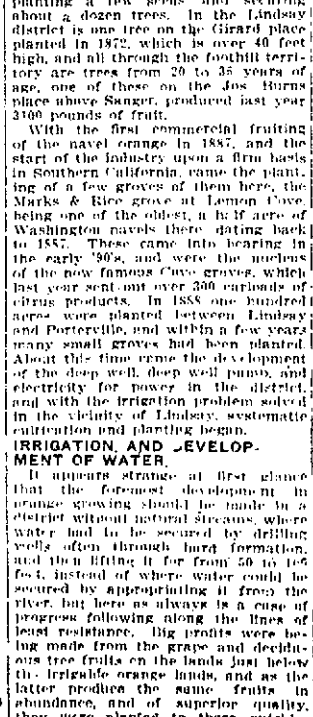 planting a few seeds and securing
about a dozen trees. In the Lindsay
district is one tree on the Girard place
planted in 1872, which is over 40 feet
high, and all through the foothill terri-
tory are trees from 20 to 35 years of
age, one of these on the Jos. Burns
place above Sanger, produced last year
3100 pounds of fruit.
With the first commercial fruiting
of the navel orange in 1887, and the
start of the industry upon a firm basis
in Southern California, came the plant-
ing of a few groves of them here, the
Marks & Rice grove at Lemon Cove,
being one of the oldest, a half acre of
Washington navels there dating back
to 1887. These came into bearing in
the early '90's, and were the nucleus
of the now famous Cove groves, which
last year sent out over 300 carloads of
citrus products. In 1888 one hundred
acres were planted between Lindsay
and Porterville, and within a few years
many small groves had been planted.
About this time came the development
of the deep well, deep well pump, and
electricity for power in the district,
and with the irrigation problem solved
in the vicinity of Lindsay, systematic
cultivation and planting began.
IRRIGATION, AND DEVELOP-
MENT OF WATER.
It appears strange at first glance
that the foremost development in
orange growing should be made in a
district without natural streams, where
water had to be secured by drilling
wells often through hard formation,
and then lifting it for from 50 to
feet, instead of where water could be
secured by appropriating it from the
river, but here as always is a case of
progress following along the lines of
least resistance. Big profits were be-
ing made from the grape and decidu-
ous tree fruits on the lands just below
the irrigable orange lands, and as the
latter produce the same fruits in
abundance, and of superior quality,
they were planted to these